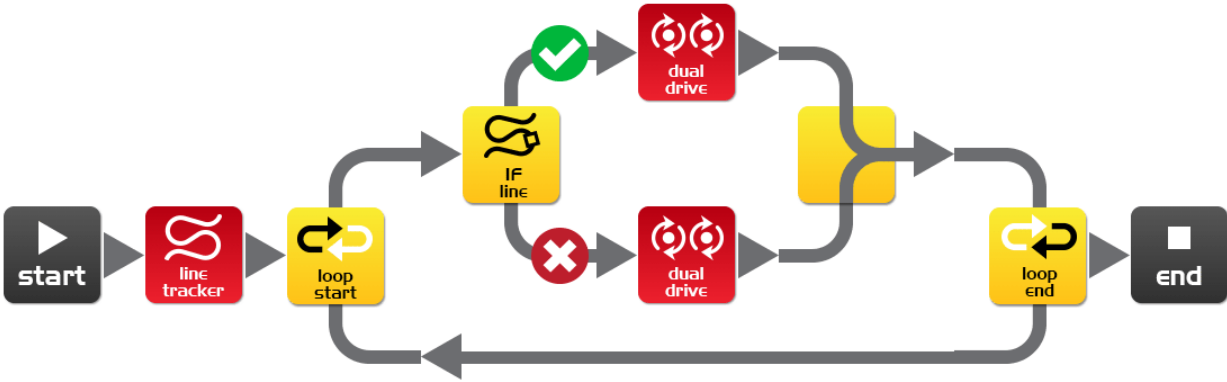 dual
drive
IF
line
start
line
tracker
loop
start
dual
drive
loop
end
end